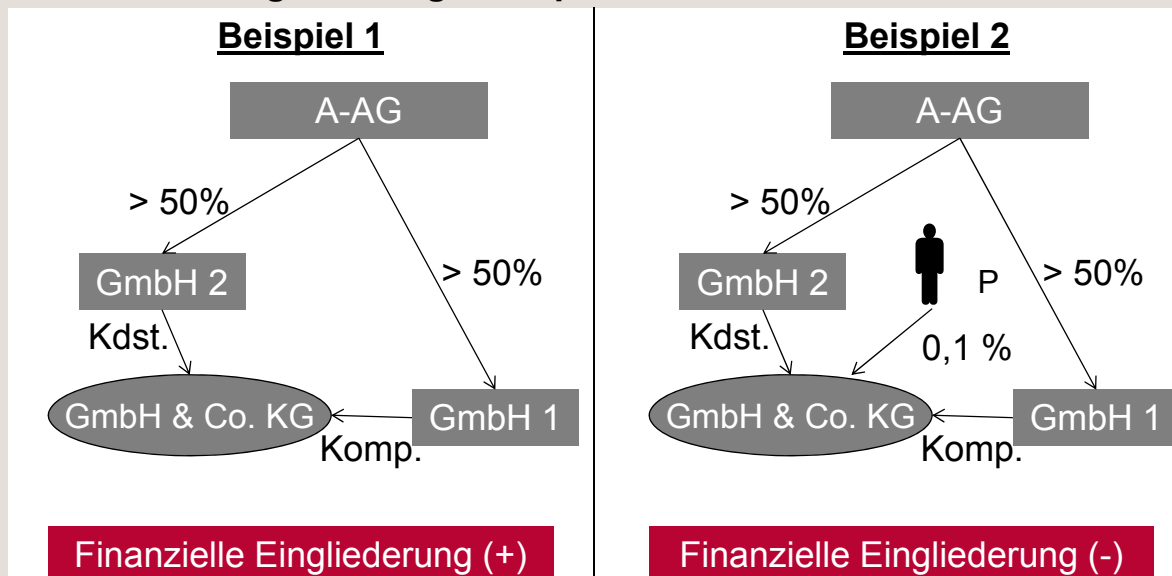 Beispiel 1
A-AG
> 50%
GmbH 2
> 50%
Kdst.
GmbH & Co. KG
GmbH 1
Komp.
Finanzielle Eingliederung (+)
Beispiel 2
A-AG
> 50%
GmbH 2
P
> 50%
Kdst.
0,1 %
GmbH & Co. KG
GmbH 1
Komp.
Finanzielle Eingliederung (-)